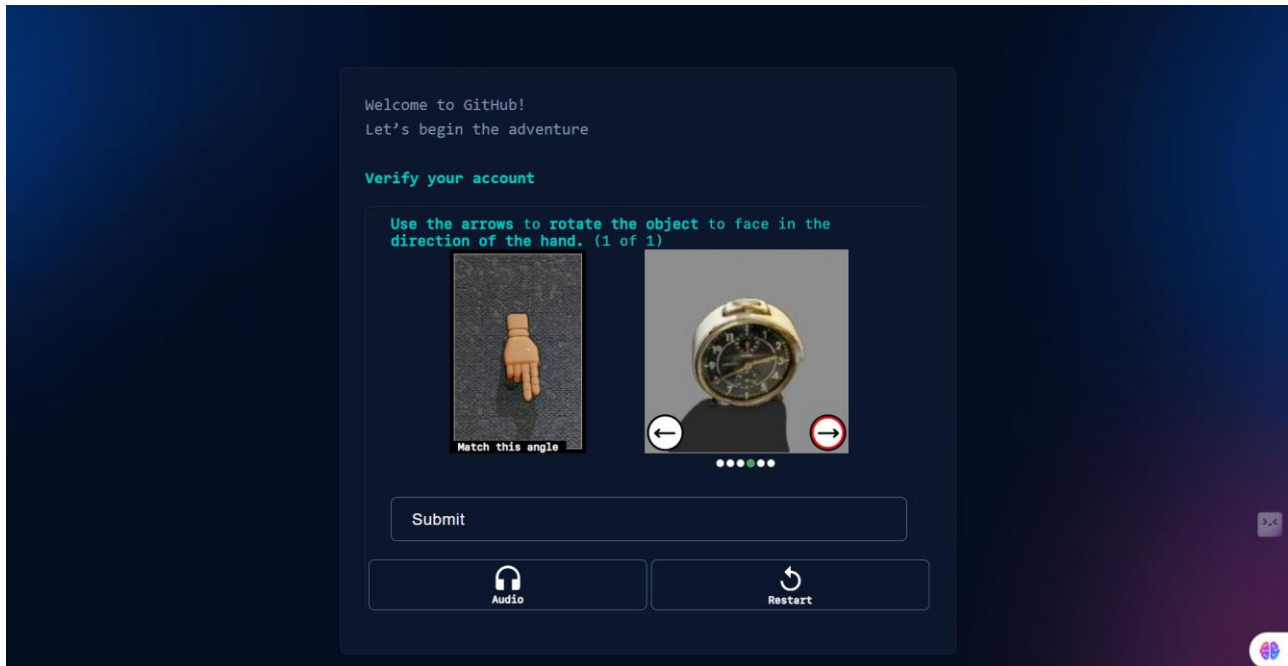 Welcome to GitHub!
Let’s begin the adventure
Verify your account
Use the arrows to rotate the object to face in the
direction of the hand. (1 of 1)
Match this angle
Submit
Audio
Restart